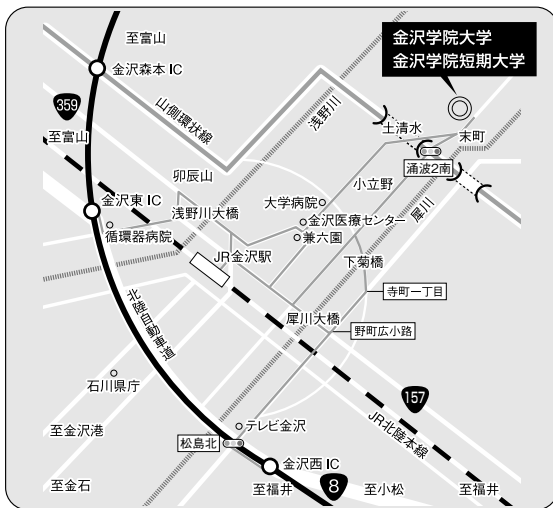 至富山
金沢学院大学
金沢学院短期大学
金沢森本 IC
359
山側環状線
浅野川
至富山
土清水
末町
涌波2南
卯辰山
小立野
大学病院
金沢東 IC
浅野川大橋
金沢医療センター
犀川
循環器病院
兼六園
JR金沢駅
下菊橋
寺町一丁目
北陸自動車道
犀川大橋
野町広小路
石川県庁
157
JR北陸本線
至金沢港
テレビ金沢
松島北
金沢西 IC
至金石
至福井
8
至小松
至福井